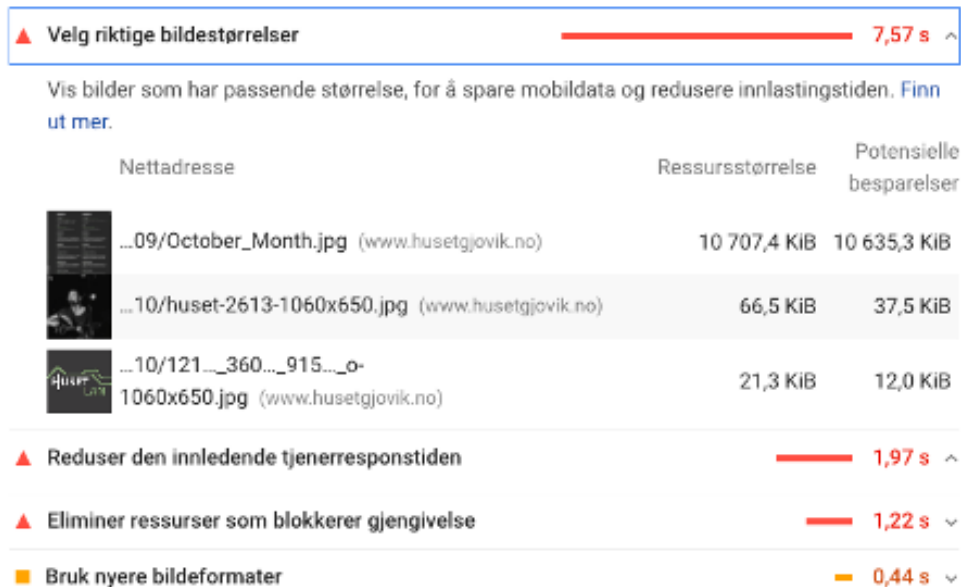 Velg riktige bildestørrelser 7,57 s
Vis bilder som har passende størrelse, for å spare mobildata og redusere innlastingstiden. Finn
ut mer.
Nettadresse Ressursstørrelse Potensielle
besparelser
...09/October_Month.jpg (www.husetgjovik.no) 10 707,4 KiB 10 635,3 KiB
...10/huset-2613-1060x650.jpg (www.husetgjovik.no) 66,5 KiB 37,5 KiB
HUSET
LAN
...10/121..._360..._915..._o-
1060x650.jpg (www.husetgjovik.no) 21,3 KiB 12,0 KiB
Reduser den innledende tjenerresponstiden 1,97 s
Eliminer ressurser som blokkerer gjengivelse 1,22 s
Bruk nyere bildeformater 0,44 s